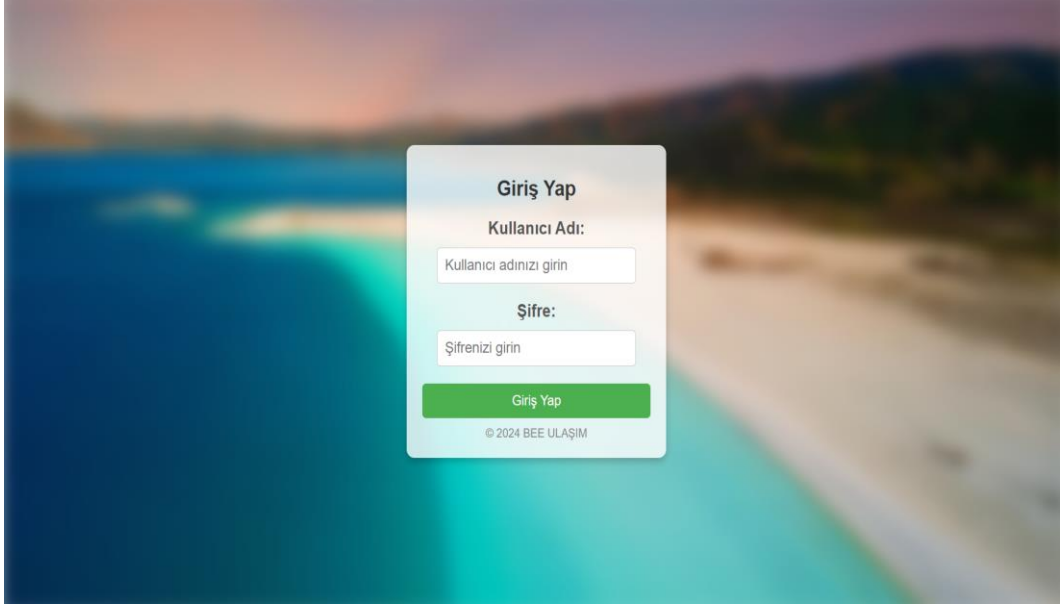 Giriş Yap
Kullanıcı Adı:
Kullanıcı adınızı girin
Şifre:
Şifrenizi girin
Giriş Yap
© 2024 BEE ULAŞIM